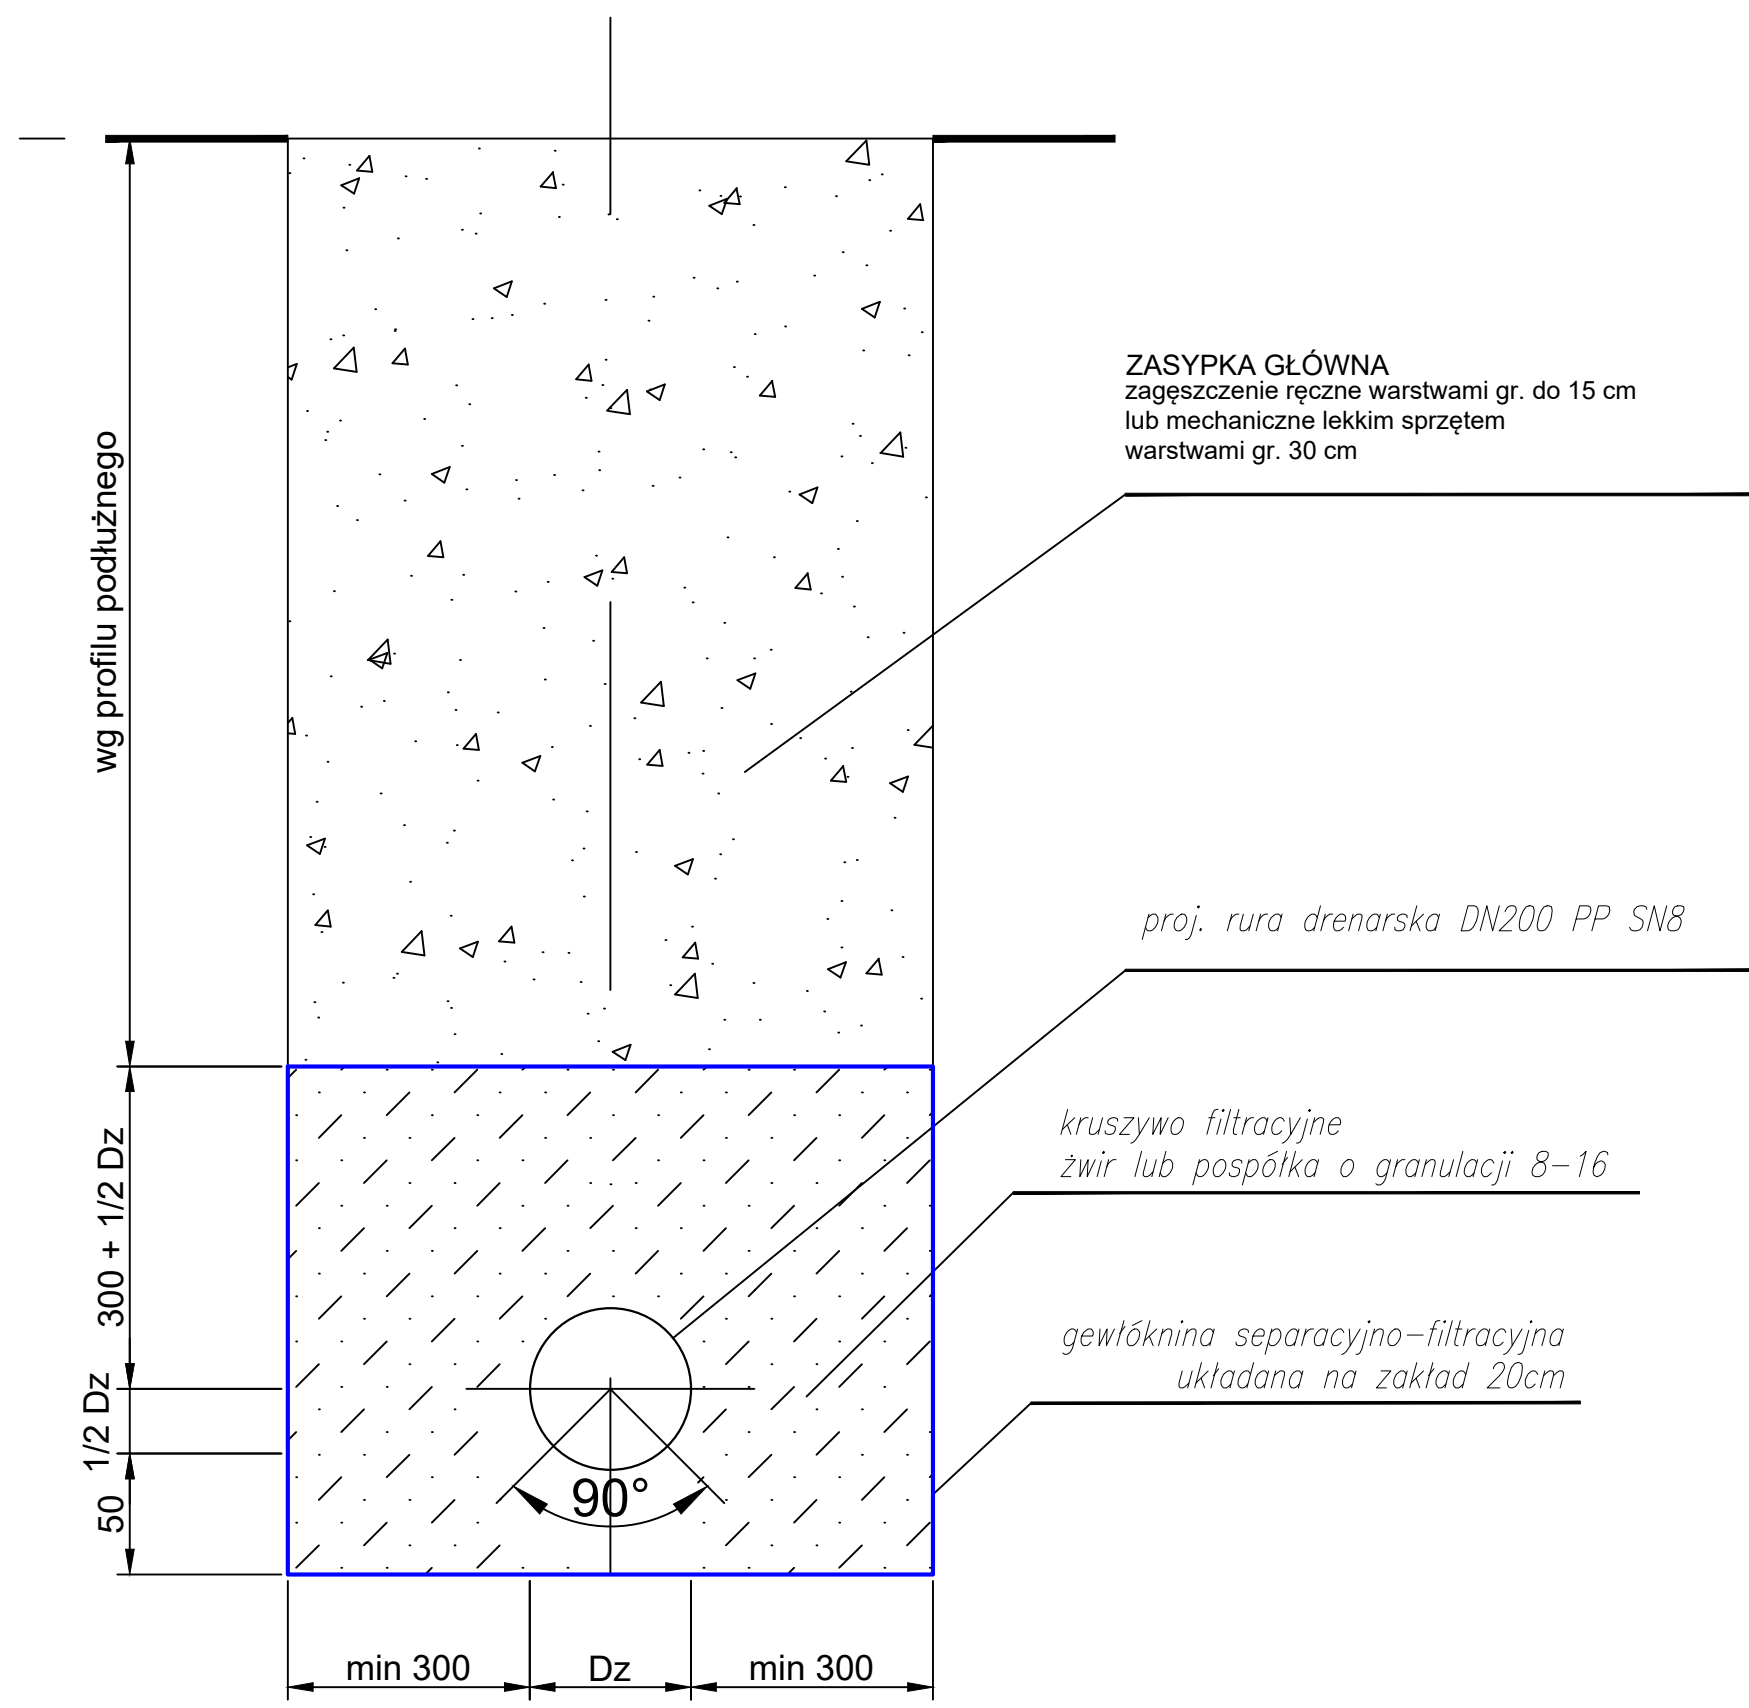 ZASYPKA GŁÓWNA
zagęszczenie ręczne warstwami gr. do 15 cm
lub mechaniczne lekkim sprzętem
warstwami gr. 30 cm
wg profilu podłużnego
proj. rura drenarska DN200 PP SN8
kruszywo filtracyjne
żwir lub pospółka o granulacji 8-16
300 + 1/2 Dz
gewłóknina separacyjno-filtracyjna
układana na zakład 20cm
1/2 Dz
50
90°
min 300
Dz
min 300